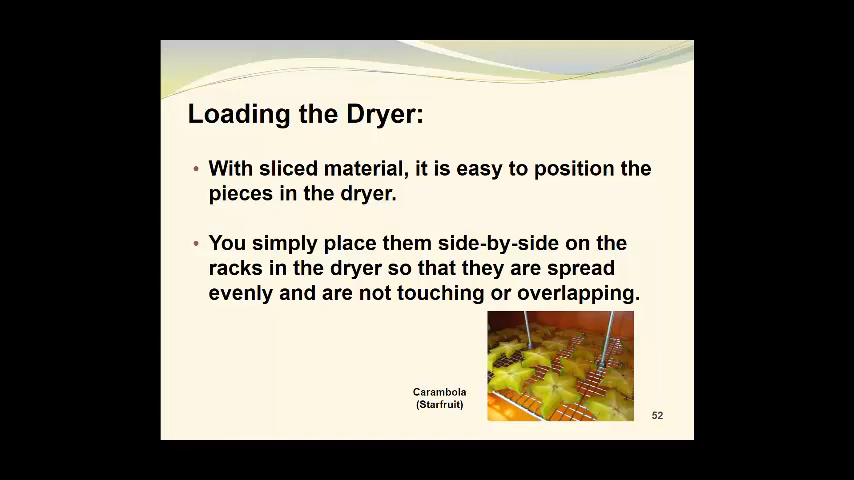 Loading the Dryer:
• With sliced material, it is easy to position the
pieces in the dryer.
• You simply place them side-by-side on the
racks in the dryer so that they are spread
evenly and are not touching or overlapping.
Carambola
(Starfruit)
52